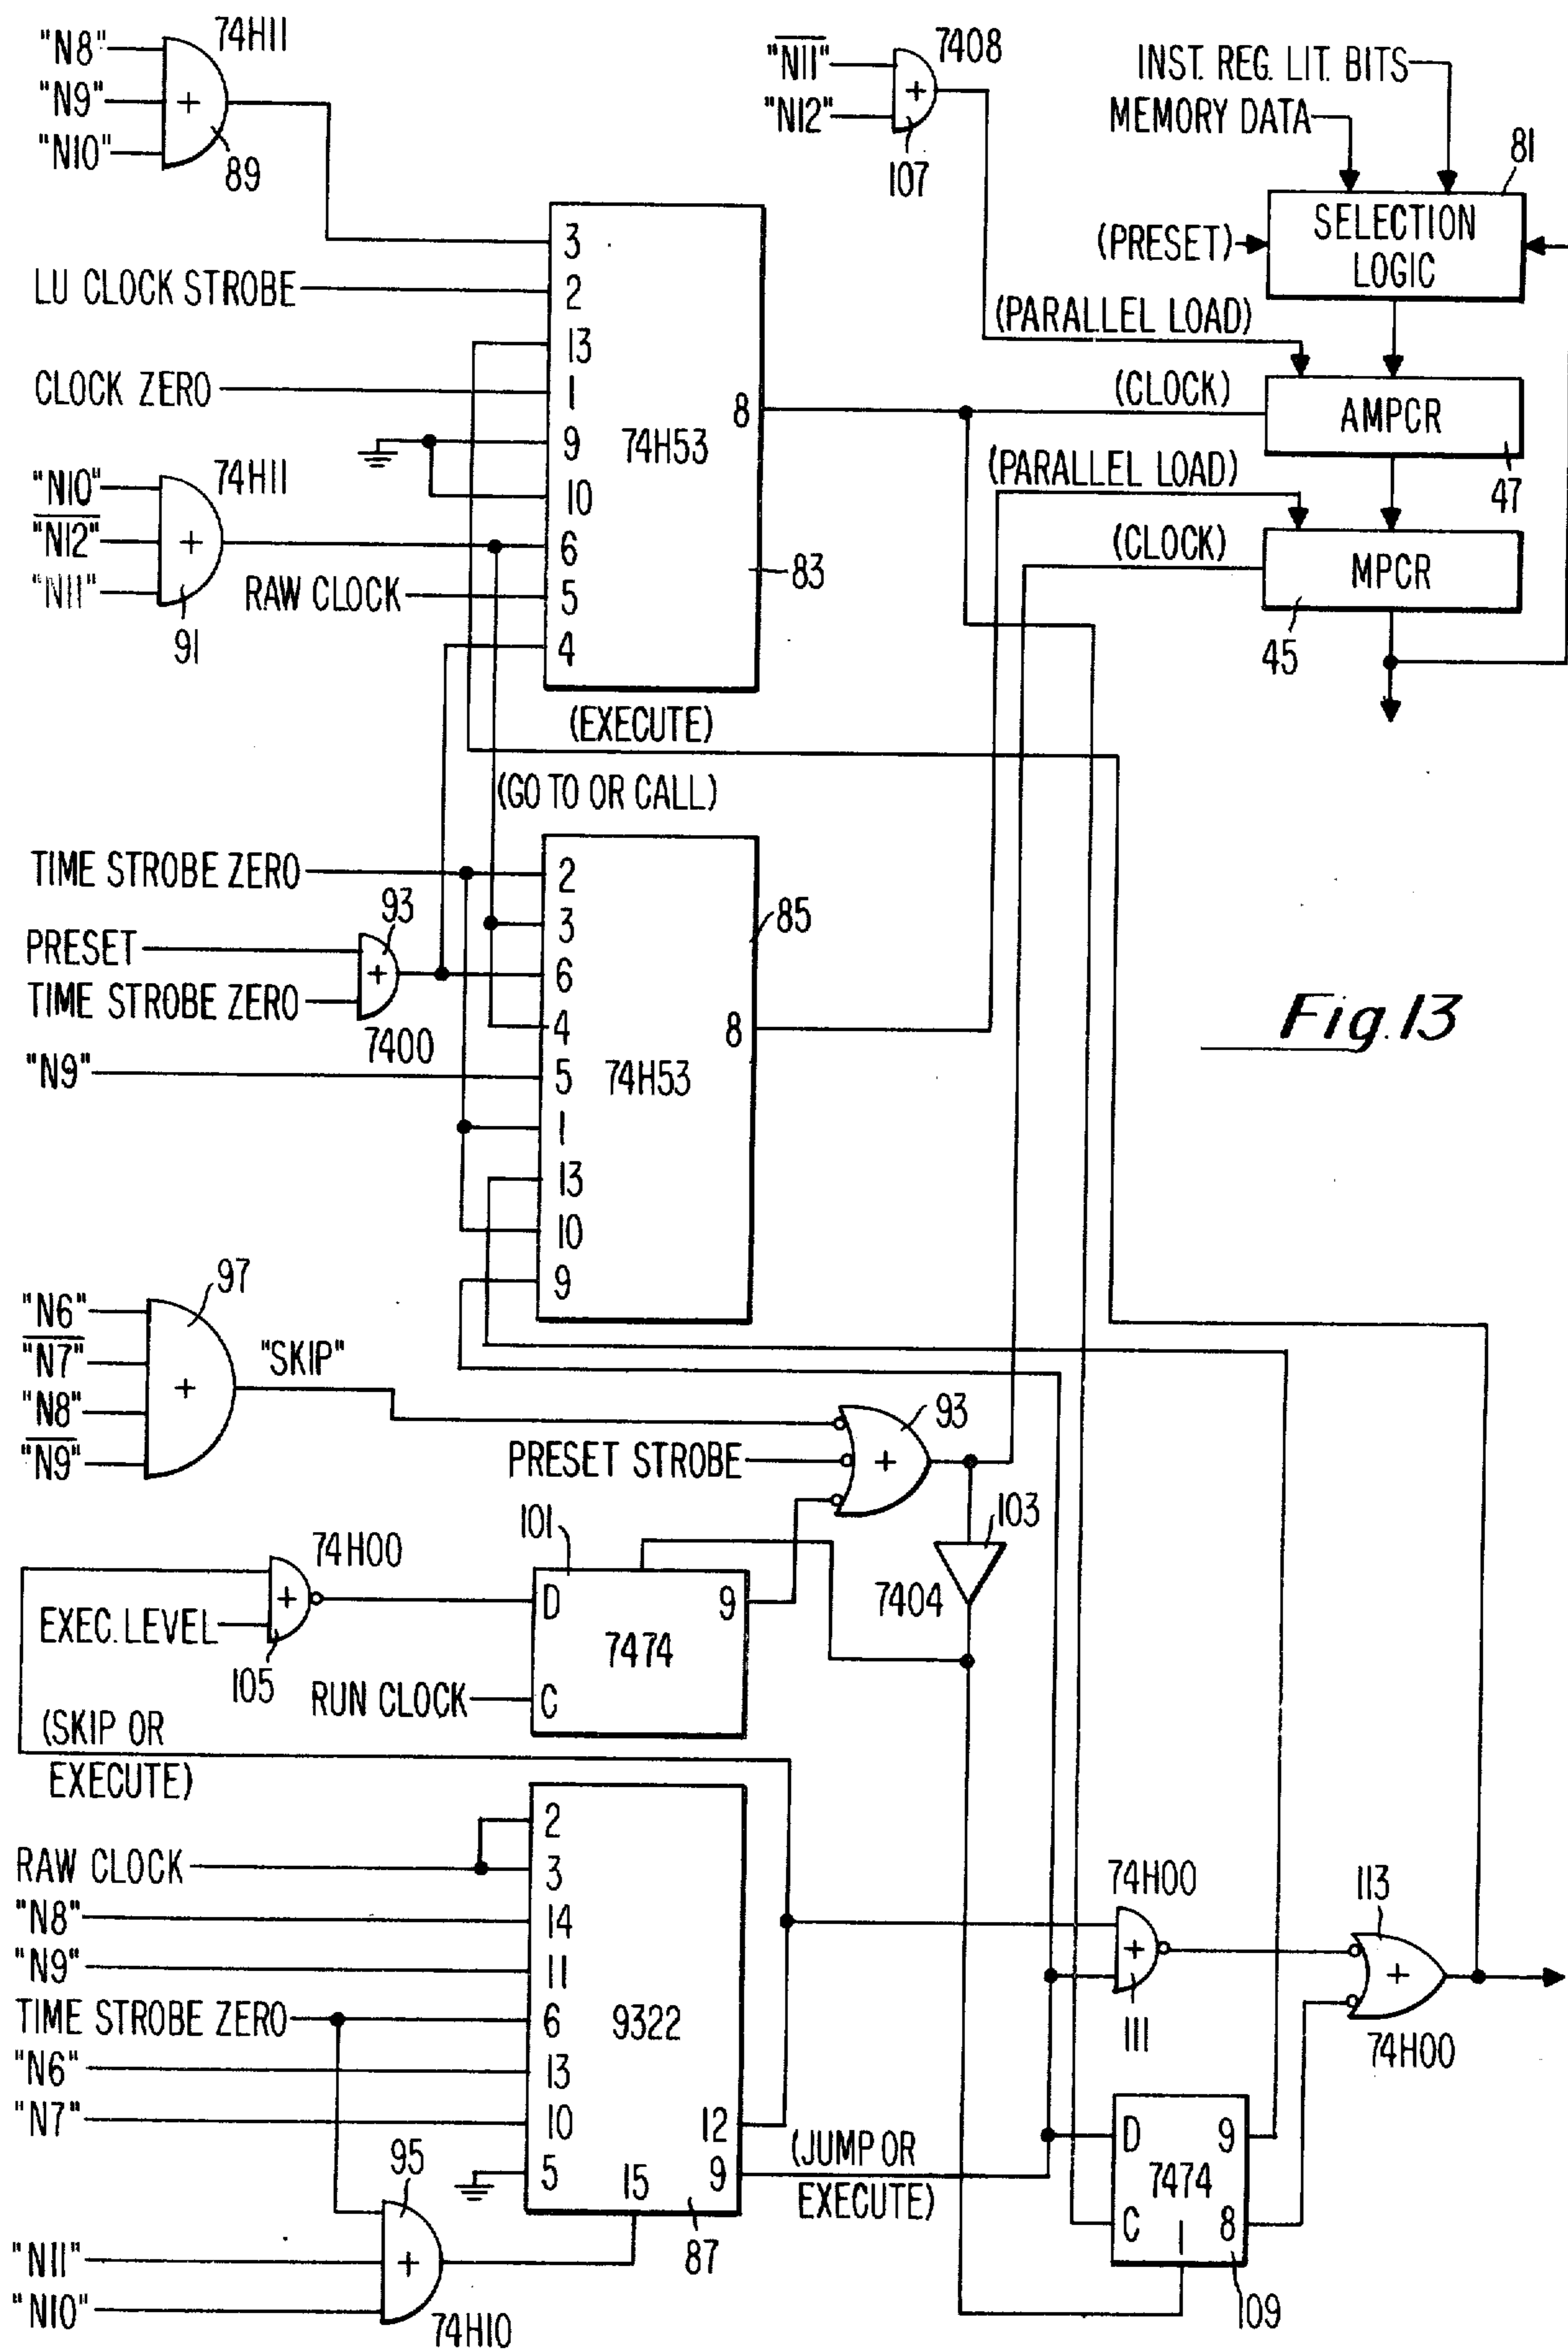 "N8"
"N9"
"N10"
74H11
89
"N11"
"N12"
7408
107
INST. REG. LIT. BITS
MEMORY DATA
81
(PRESET)
SELECTION LOGIC
(PARALLEL LOAD)
(CLOCK)
AMPCR
47
(PARALLEL LOAD)
(CLOCK)
MPCR
45
LU CLOCK STROBE
CLOCK ZERO
"N10"
"N12"
"N11"
74H11
91
RAW CLOCK
3
2
13
1
9
10
6
5
4
8
74H53
83
(EXECUTE)
(GO TO OR CALL)
TIME STROBE ZERO
PRESET
TIME STROBE ZERO
93
7400
"N9"
2
3
6
4
5
1
13
10
9
8
74H53
85
Fig. 13
"N6"
"N7"
"N8"
"N9"
97
"SKIP"
PRESET STROBE
93
103
7404
74H00
EXEC. LEVEL
105
101
D
9
7474
C
RUN CLOCK
(SKIP OR
EXECUTE)
RAW CLOCK
"N8"
"N9"
TIME STROBE ZERO
"N6"
"N7"
2
3
14
11
6
13
10
5
15
12
9
9322
87
(JUMP OR
EXECUTE)
95
"N11"
"N10"
74H10
74H00
111
113
74H00
D
9
7474
C
1
8
109